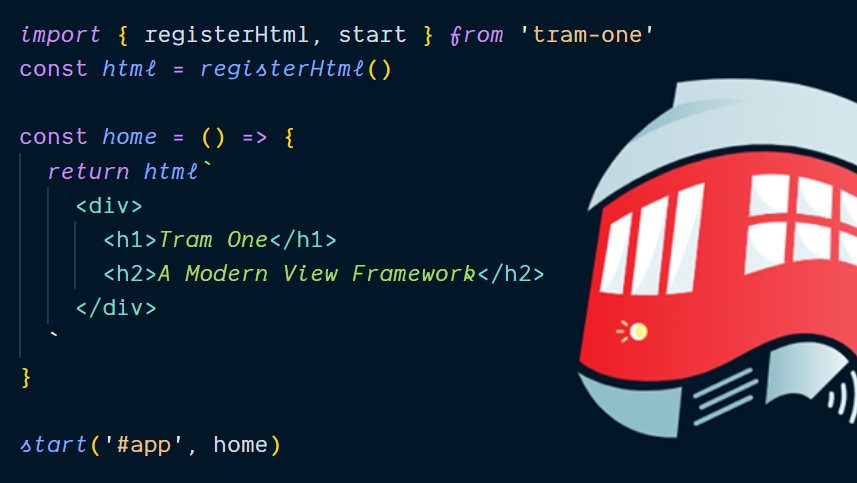 import { registerHtml, start } from 'tram-one'
const html = registerHtml()
const home = () => {
return html`
<div>
<h1>Tram One</h1>
<h2>A Modern View Framework</h2>
</div>
`
}
start('#app', home)